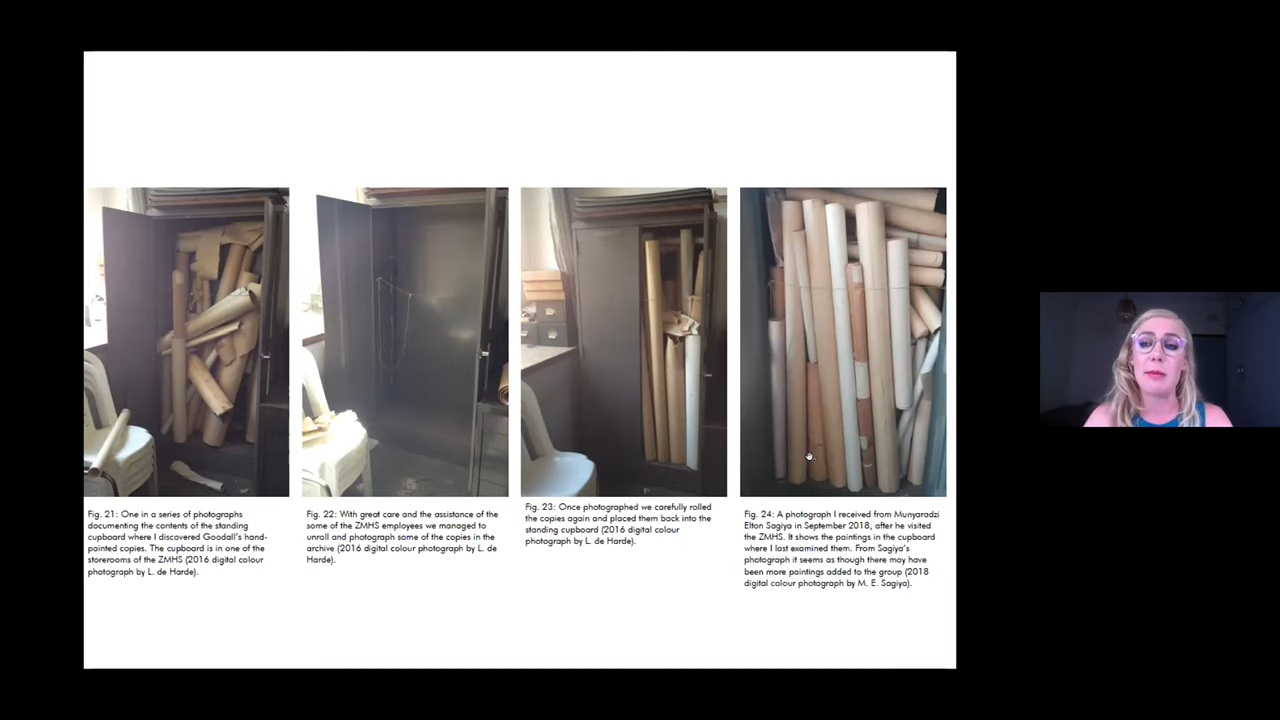 Fig. 21: One in a series of photographs
documenting the contents of the standing
cupboard where I discovered Goodall's hand-
painted copies. The cupboard is in one of the
storerooms of the ZMHS (2016 digital colour
photograph by L. de Harde).
Fig. 22: With great care and the assistance of the
some of the ZMHS employees we managed to
unroll and photograph some of the copies in the
archive (2016 digital colour photograph by L. de
Harde).
Fig. 23: Once photographed we carefully rolled
the copies again and placed them back into the
standing cupboard (2016 digital colour
photograph by L. de Harde).
Fig. 24: A photograph I received from Munyaradzi
Elton Sagiya in September 2018, after he visited
the ZMHS. It shows the paintings in the cupboard
where I last examined them. From Sagiya's
photograph it seems as though there may have
been more paintings added to the group (2018
digital colour photograph by M. E. Sagiya).